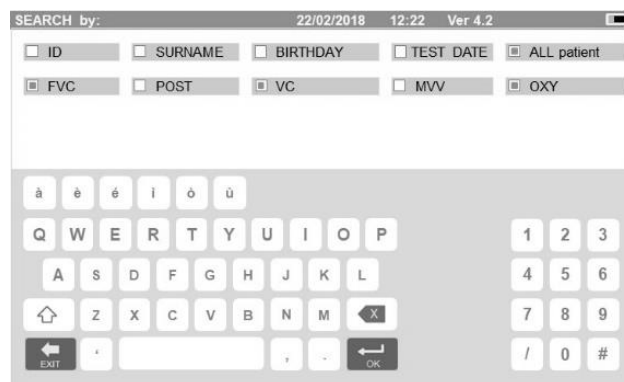 SEARCH by: 22/02/2018 12:22 Ver 4.2
ID SURNAME BIRTHDAY TEST DATE ALL patient
FVC POST VC MVV OXY
à è é ì ò ù
Q W E R T Y U I O P 1 2 3
A S D F G H J K L 4 5 6
Z X C V B N M X 7 8 9
EXIT ‘ , . OK / 0 #